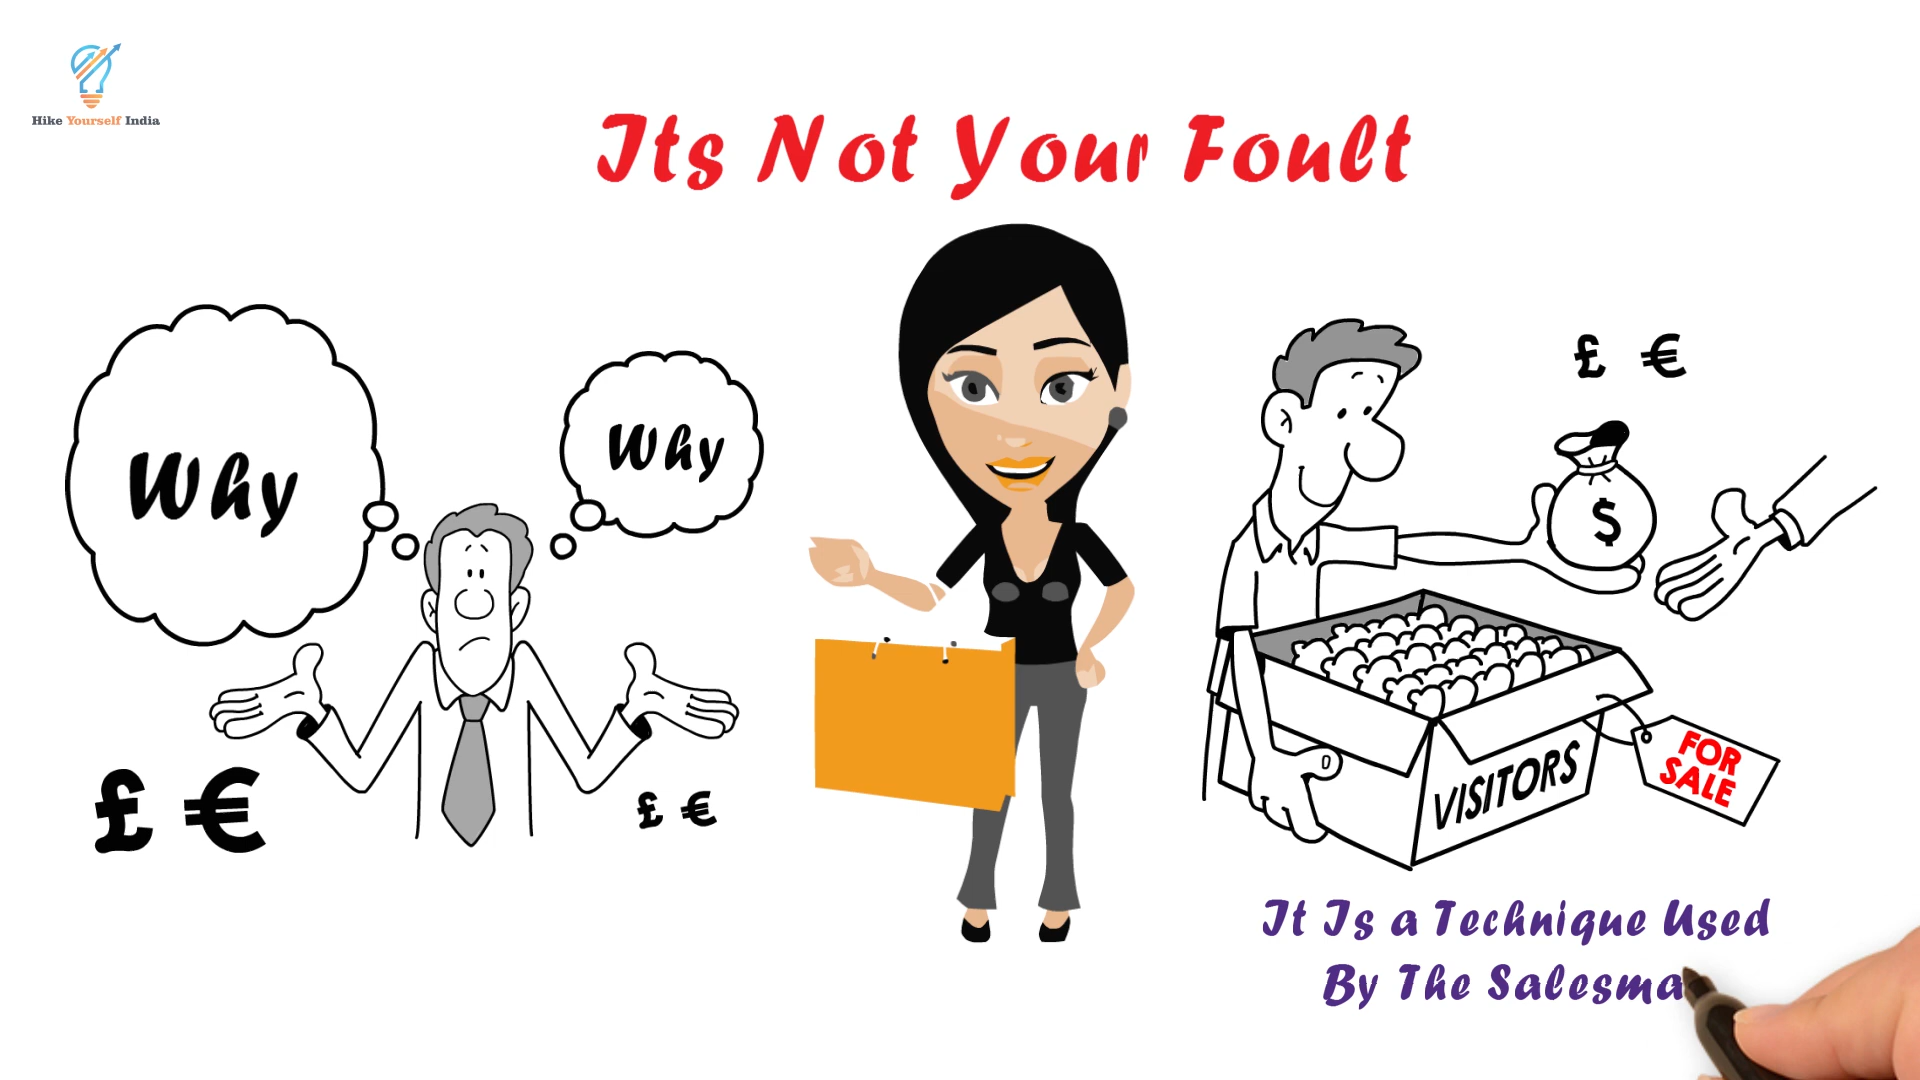 Hike Yourself India
Its Not Your Foult
Why
Why
£ €
£ €
£ €
$
VISITORS
FOR
SALE
It Is a Technique Used
By The Salesma